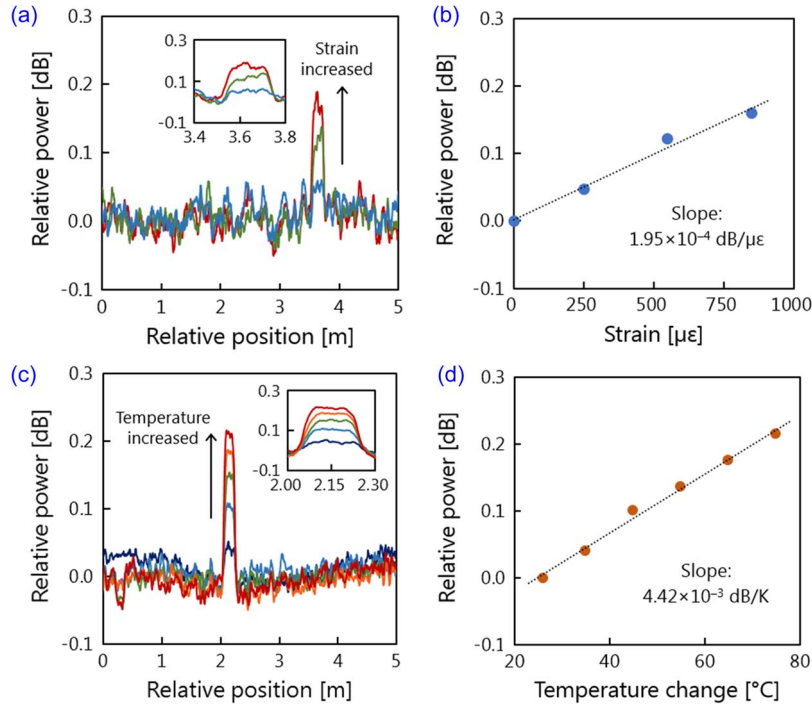 (a)
0.3
0.2
0.1
0.0
-0.1
Relative power [dB]
0.3
0.1
-0.1
3.4 3.6 3.8
Strain
increased
0 1 2 3 4 5
Relative position [m]
(b)
0.3
0.2
0.1
0.0
-0.1
Relative power [dB]
Slope:
1.95×10⁻⁴ dB/με
0 250 500 750 1000
Strain [με]
(c)
0.3
0.2
0.1
0.0
-0.1
Relative power [dB]
Temperature
increased
0.3
0.1
-0.1
2.00 2.15 2.30
0 1 2 3 4 5
Relative position [m]
(d)
0.3
0.2
0.1
0.0
-0.1
Relative power [dB]
Slope:
4.42×10⁻³ dB/K
20 40 60 80
Temperature change [°C]